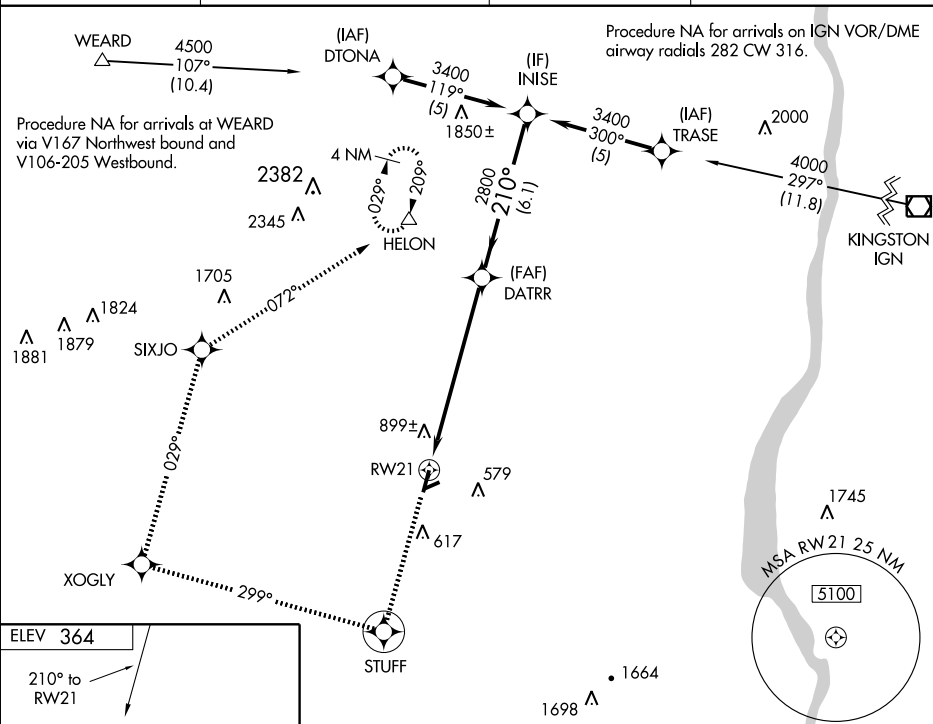 WEARD
4500
107°
(10.4)
(IAF)
DTONA
3400
119°
(5)
1850±
(IF)
INISE
Procedure NA for arrivals on IGN VOR/DME
airway radials 282 CW 316.
3400
300°
(5)
(IAF)
TRASE
2000
4000
297°
(11.8)
KINGSTON
IGN
Procedure NA for arrivals at WEARD
via V167 Northwest bound and
V106-205 Westbound.
4 NM
029°
209°
HELON
2382
2345
2800
210°
(6.1)
(FAF)
DATRR
1705
072°
1824
1879
1881
SIXJO
899±
RW21
579
617
029°
XOGLY
299°
STUFF
1745
MSA RW21 25 NM
5100
ELEV 364
210° to
RW21
1664
1698